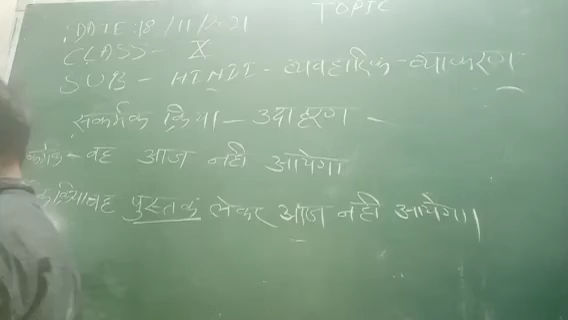 TOPIC
DATE:18/11/2021
CLASS - X
SUB - HINDI - व्यवहारिक-व्याकरण
सकर्मक क्रिया - उदाहरण -
वह आज नही आयेगा
वह पुस्तक लेकर आज नही आयेगा।